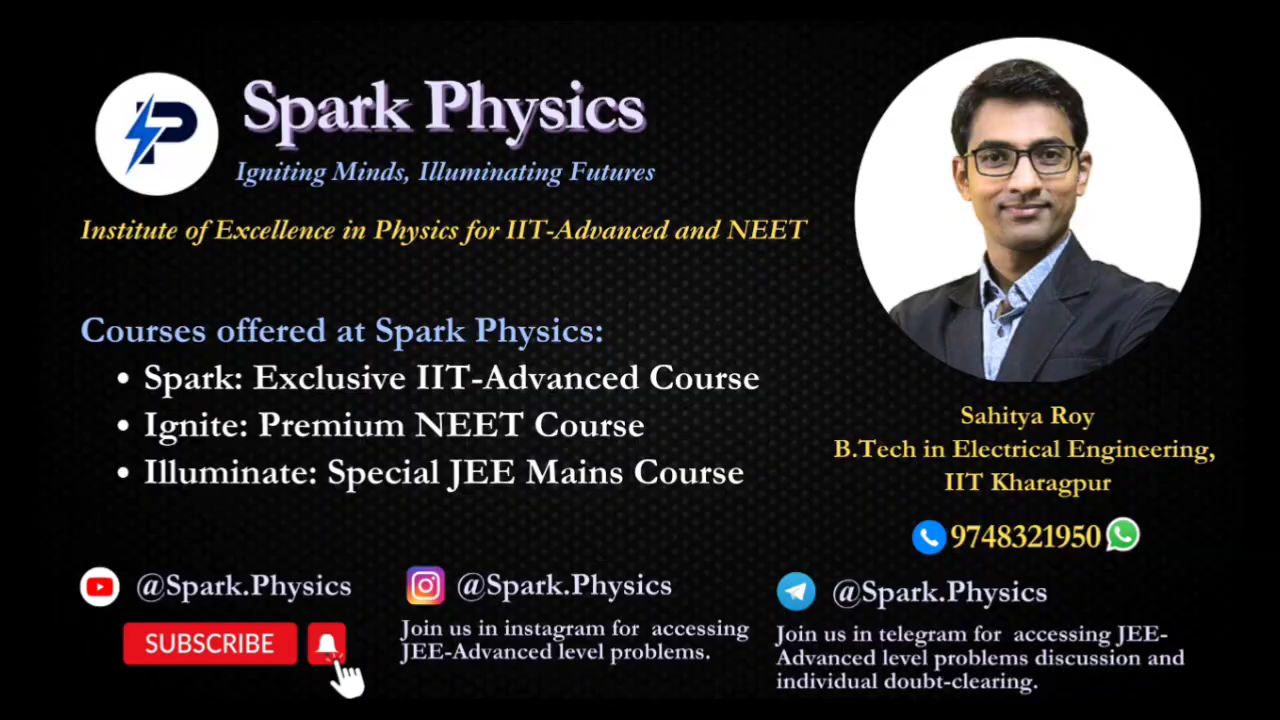 Spark Physics
Igniting Minds, Illuminating Futures
Institute of Excellence in Physics for IIT-Advanced and NEET
Courses offered at Spark Physics:
• Spark: Exclusive IIT-Advanced Course
• Ignite: Premium NEET Course
• Illuminate: Special JEE Mains Course
Sahitya Roy
B.Tech in Electrical Engineering,
IIT Kharagpur
9748321950
@Spark.Physics
SUBSCRIBE
@Spark.Physics
Join us in instagram for accessing
JEE-Advanced level problems.
@Spark.Physics
Join us in telegram for accessing JEE-
Advanced level problems discussion and
individual doubt-clearing.